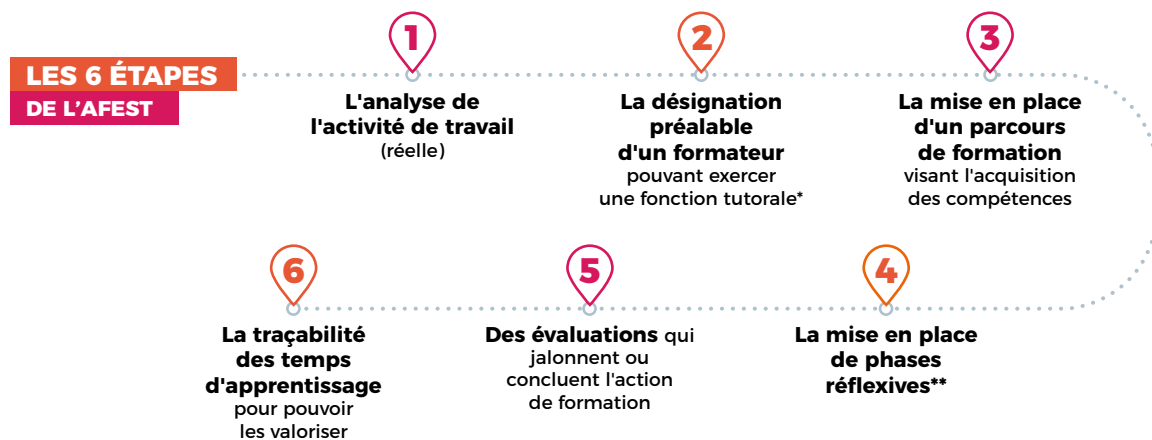 LES 6 ÉTAPES
DE L’AFEST
1
L'analyse de
l'activité de travail
(réelle)
2
La désignation
préalable
d'un formateur
pouvant exercer
une fonction tutorale*
3
La mise en place
d'un parcours
de formation
visant l'acquisition
des compétences
4
La mise en place
de phases
réflexives**
5
Des évaluations qui
jalonnent ou
concluent l'action
de formation
6
La traçabilité
des temps
d'apprentissage
pour pouvoir
les valoriser